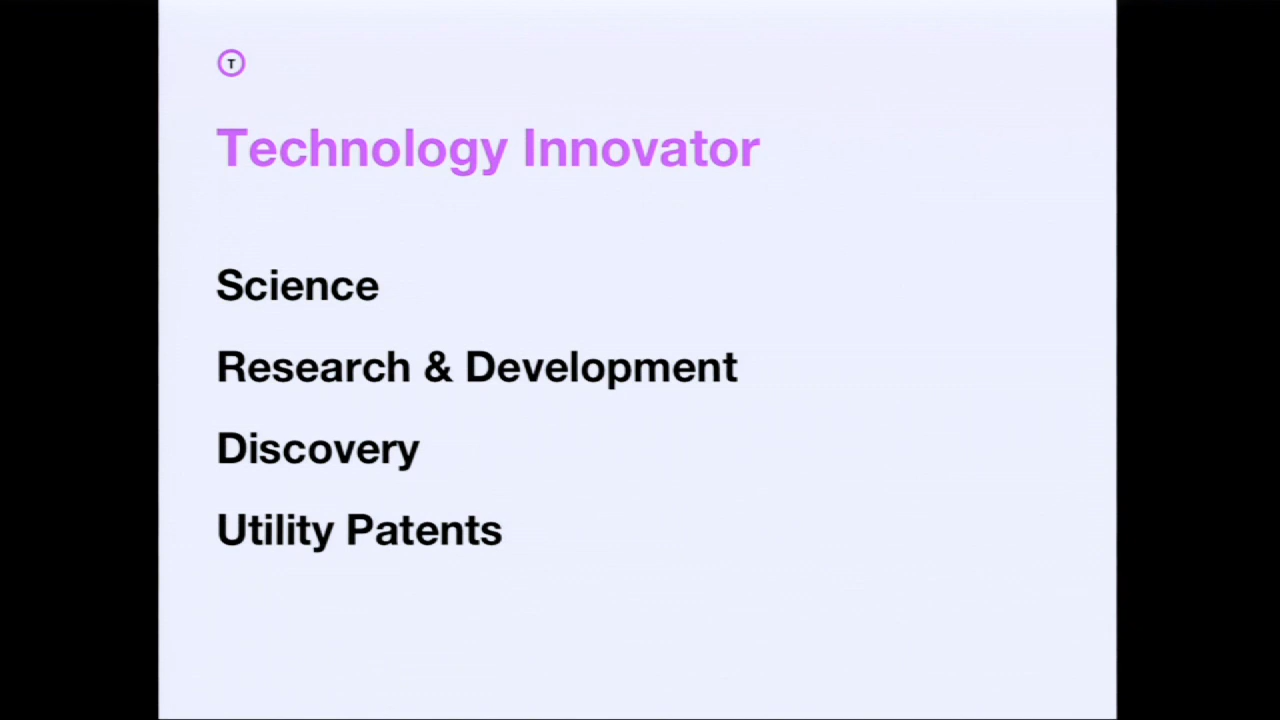 T
Technology Innovator
Science
Research & Development
Discovery
Utility Patents